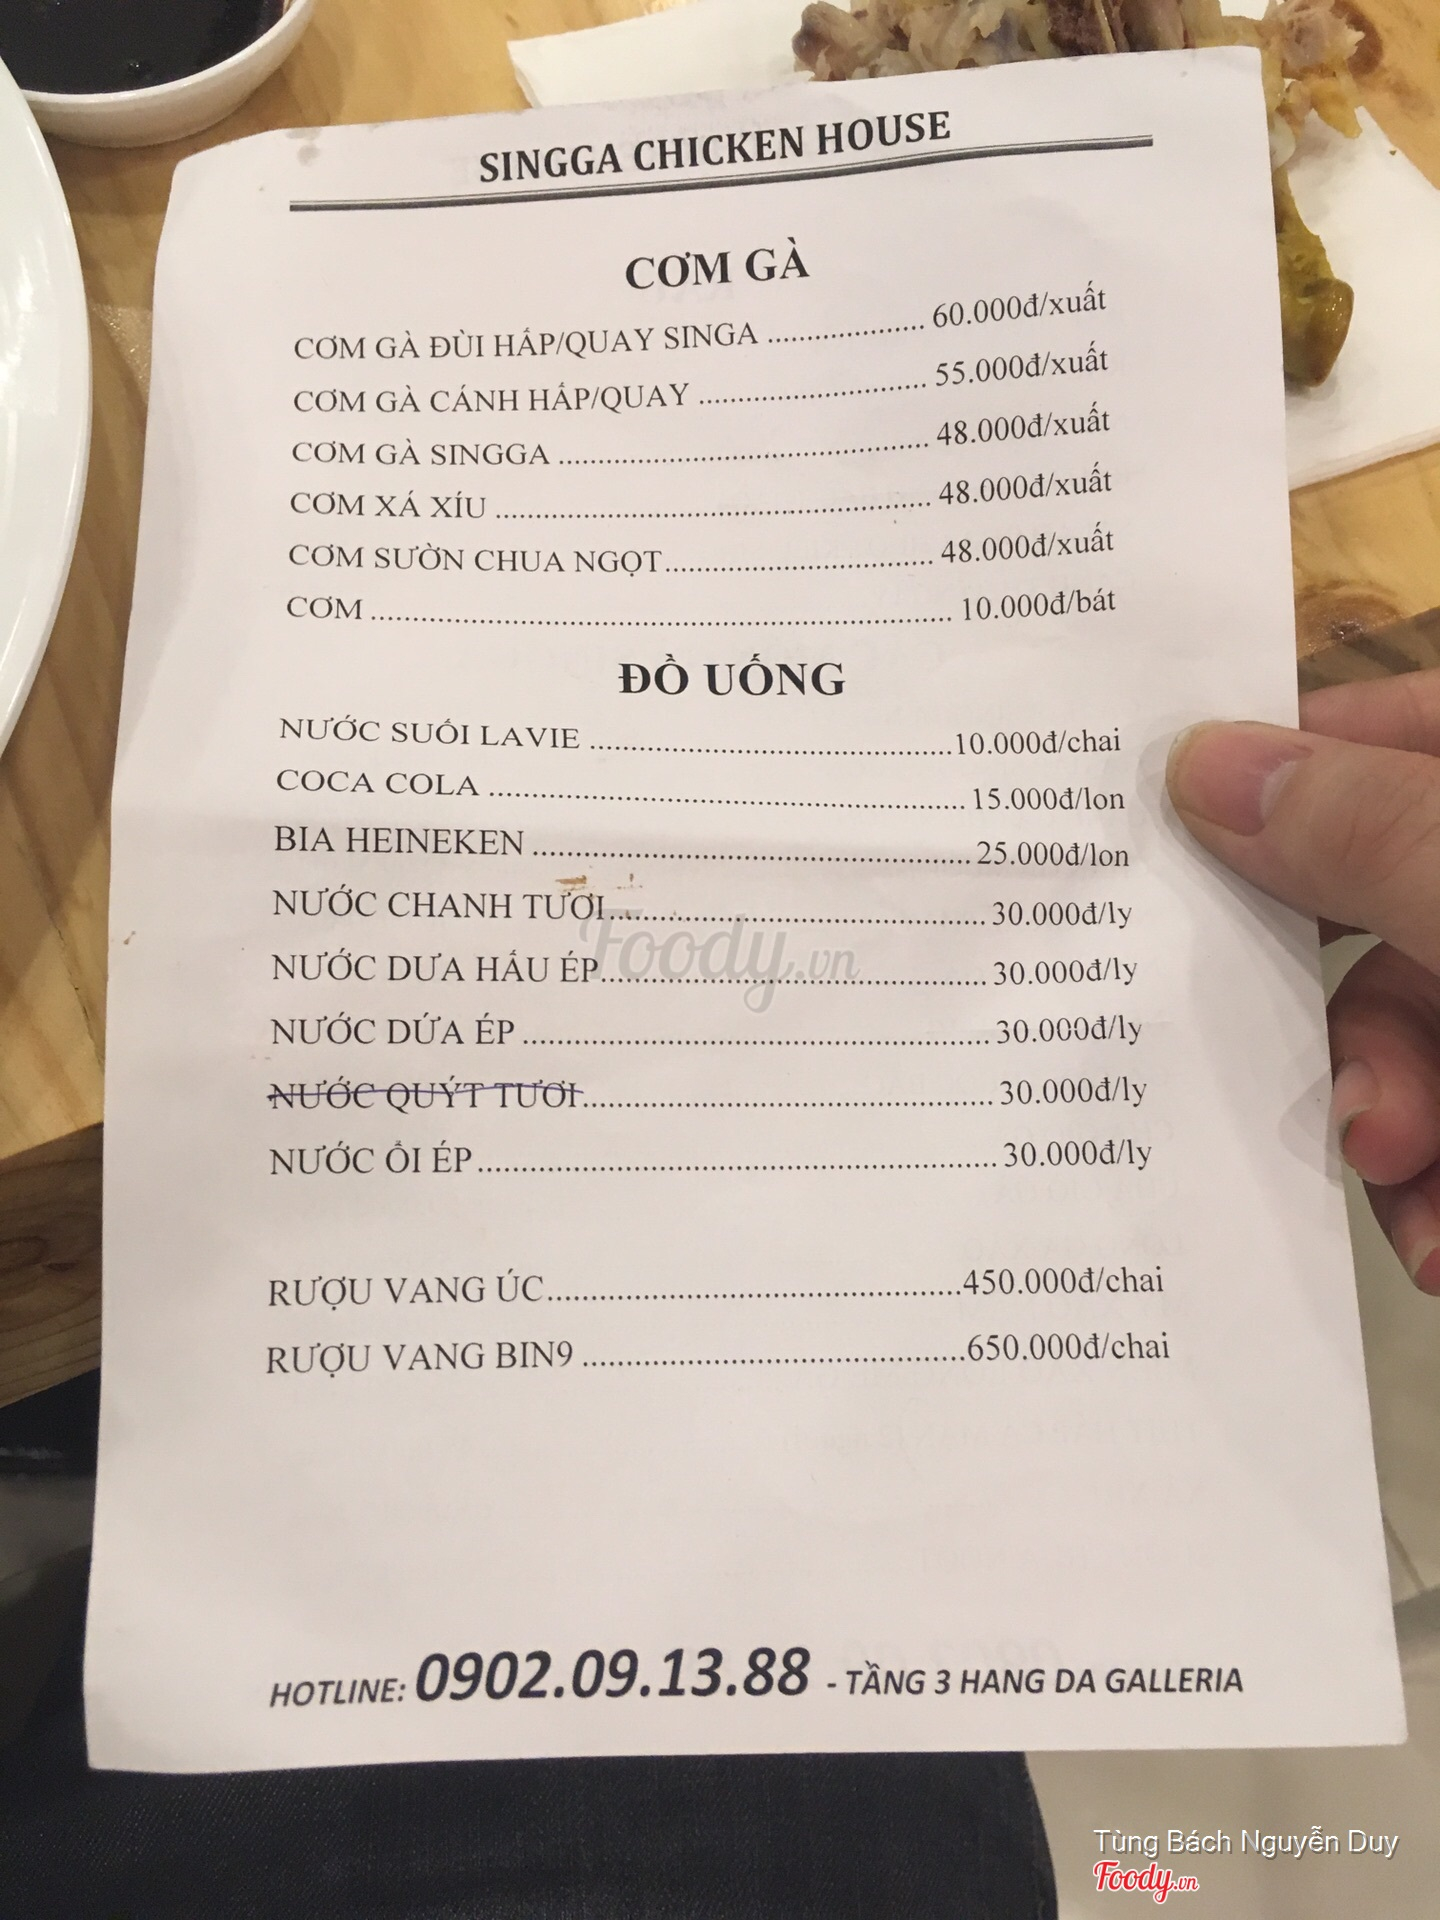 SINGGA CHICKEN HOUSE
CƠM GÀ
CƠM GÀ ĐÙI HẤP/QUAY SINGA ................... 60.000đ/xuất
CƠM GÀ CÁNH HẤP/QUAY ........................... 55.000đ/xuất
CƠM GÀ SINGGA ............................................. 48.000đ/xuất
CƠM XÁ XÍU .................................................... 48.000đ/xuất
CƠM SƯỜN CHUA NGỌT................................ 48.000đ/xuất
CƠM ..................................................................... 10.000đ/bát
ĐỒ UỐNG
NƯỚC SUỐI LAVIE ...........................................10.000đ/chai
COCA COLA ......................................................... 15.000đ/lon
BIA HEINEKEN .................................................... 25.000đ/lon
NƯỚC CHANH TƯƠI............................................. 30.000đ/ly
NƯỚC DƯA HẤU ÉP.............................................. 30.000đ/ly
NƯỚC DỨA ÉP ....................................................... 30.000đ/ly
NƯỚC QUÝT TƯƠI................................................. 30.000đ/ly
NƯỚC ỔI ÉP ............................................................. 30.000đ/ly
RƯỢU VANG ÚC.................................................450.000đ/chai
RƯỢU VANG BIN9 .............................................650.000đ/chai
HOTLINE: 0902.09.13.88 - TẦNG 3 HANG DA GALLERIA
Foody.vn
Tùng Bách Nguyễn Duy
Foody.vn